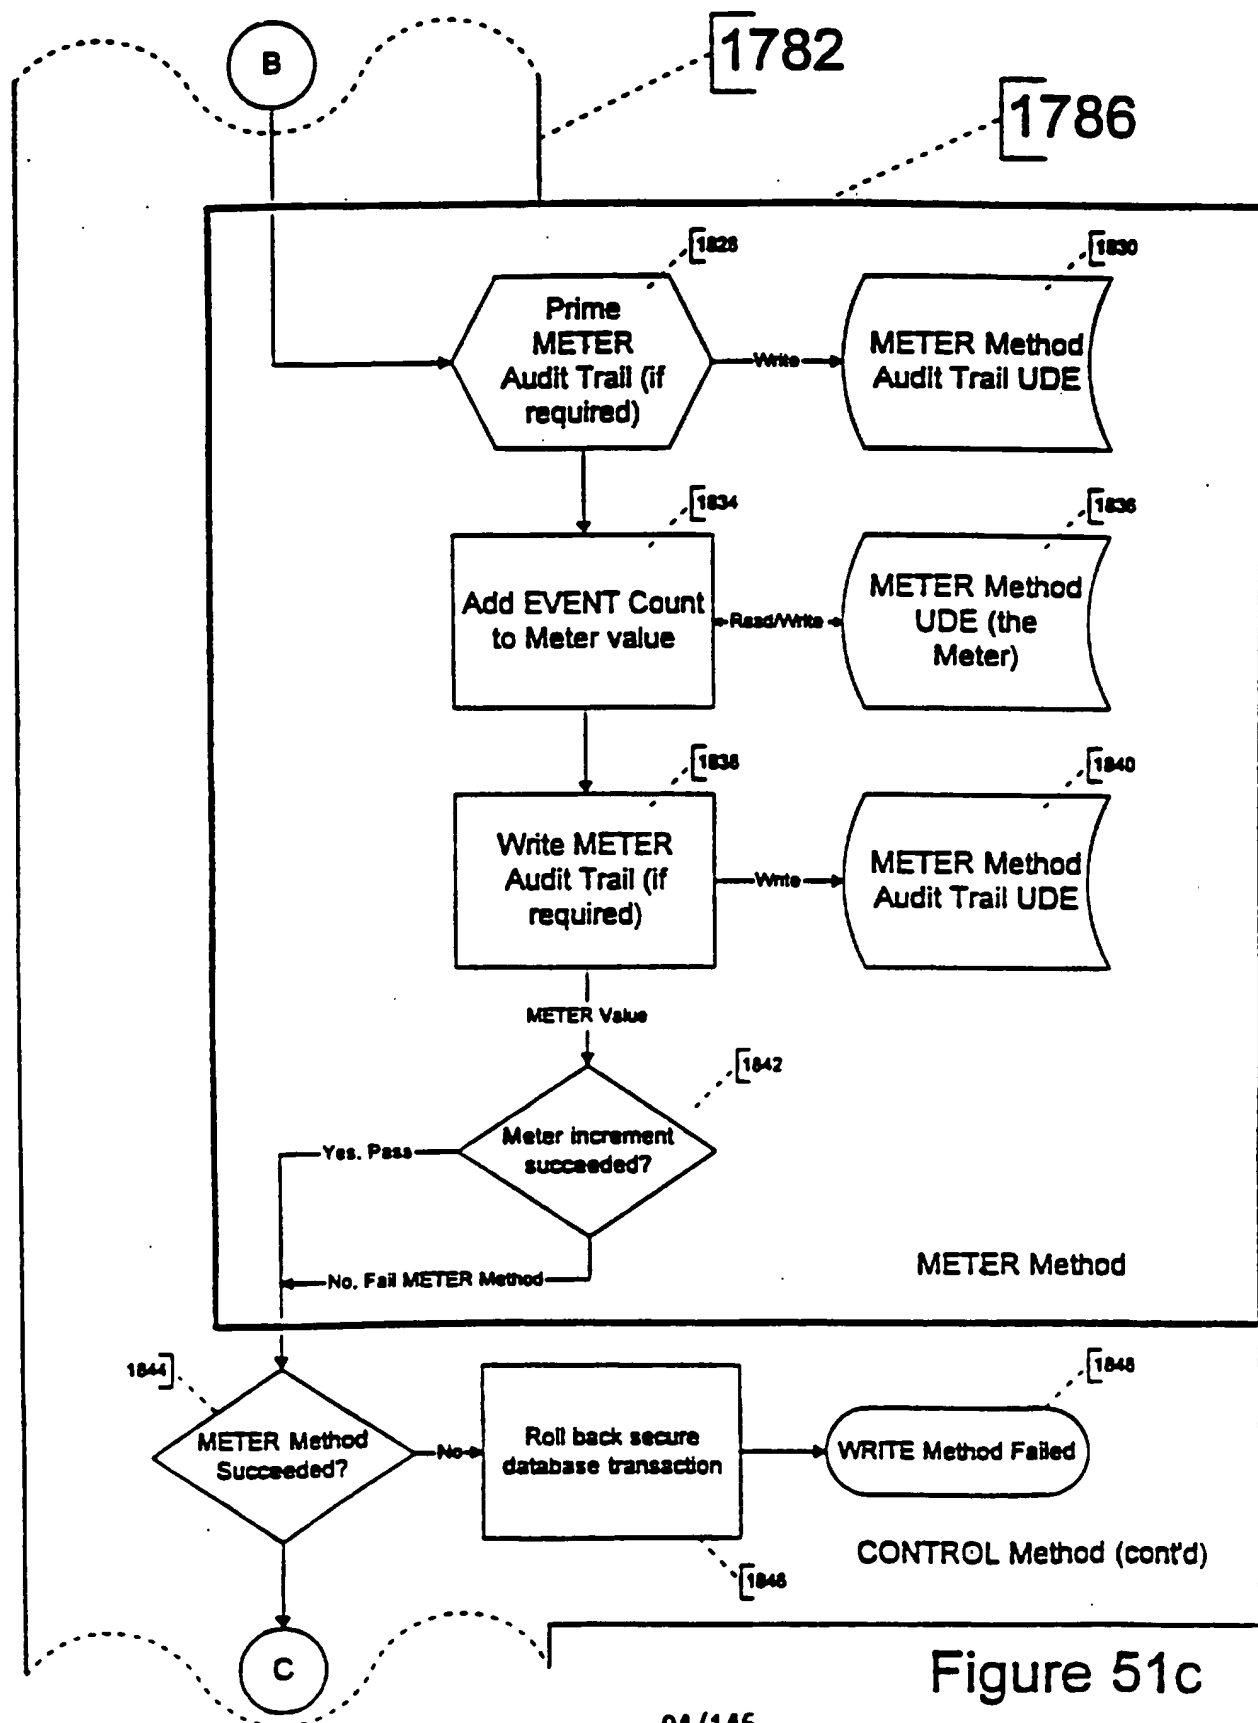 B
1782
1786
1828
1830
Prime
METER
Audit Trail (if
required)
Write
METER Method
Audit Trail UDE
1834
1836
Add EVENT Count
to Meter value
Read/Write
METER Method
UDE (the
Meter)
1838
1840
Write METER
Audit Trail (if
required)
Write
METER Method
Audit Trail UDE
METER Value
1842
Meter increment
succeeded?
Yes. Pass
No. Fail METER Method
METER Method
1844
1848
METER Method
Succeeded?
No
Roll back secure
database transaction
WRITE Method Failed
1846
CONTROL Method (cont'd)
C
Figure 51c